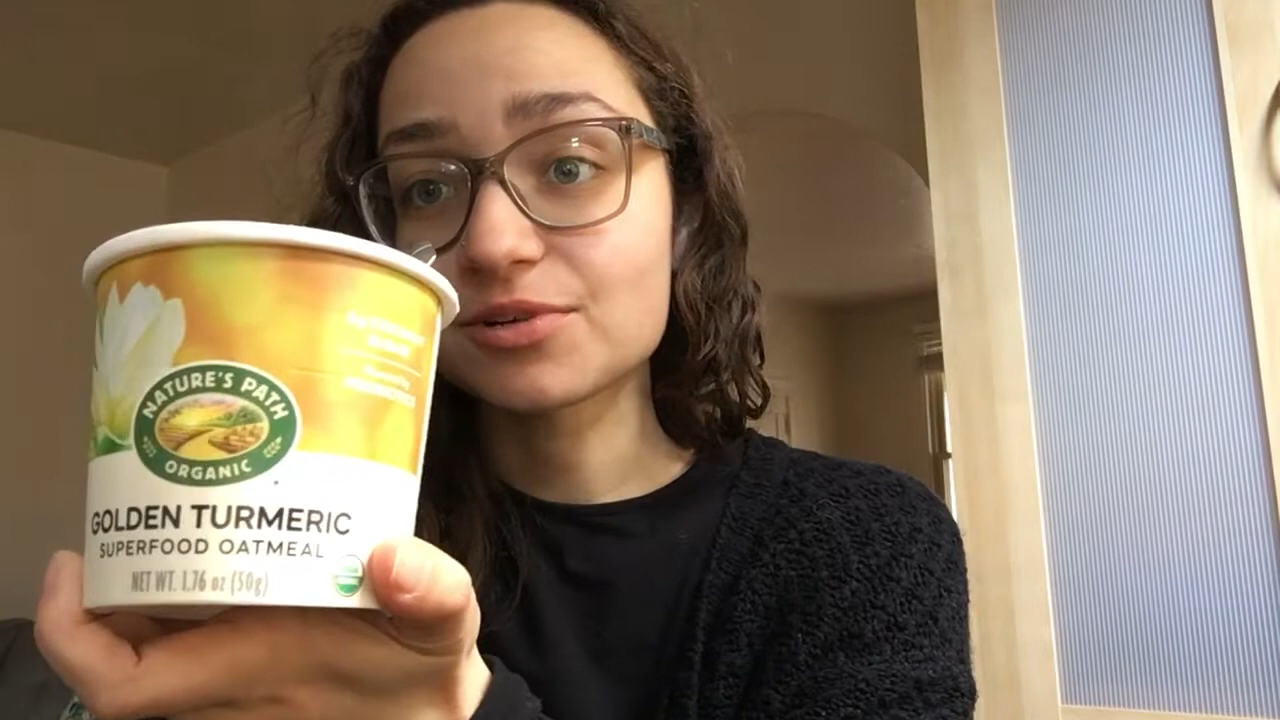 NATURE'S PATH
ORGANIC
GOLDEN TURMERIC
SUPERFOOD OATMEAL
NET WT. 1.76 oz (50g)